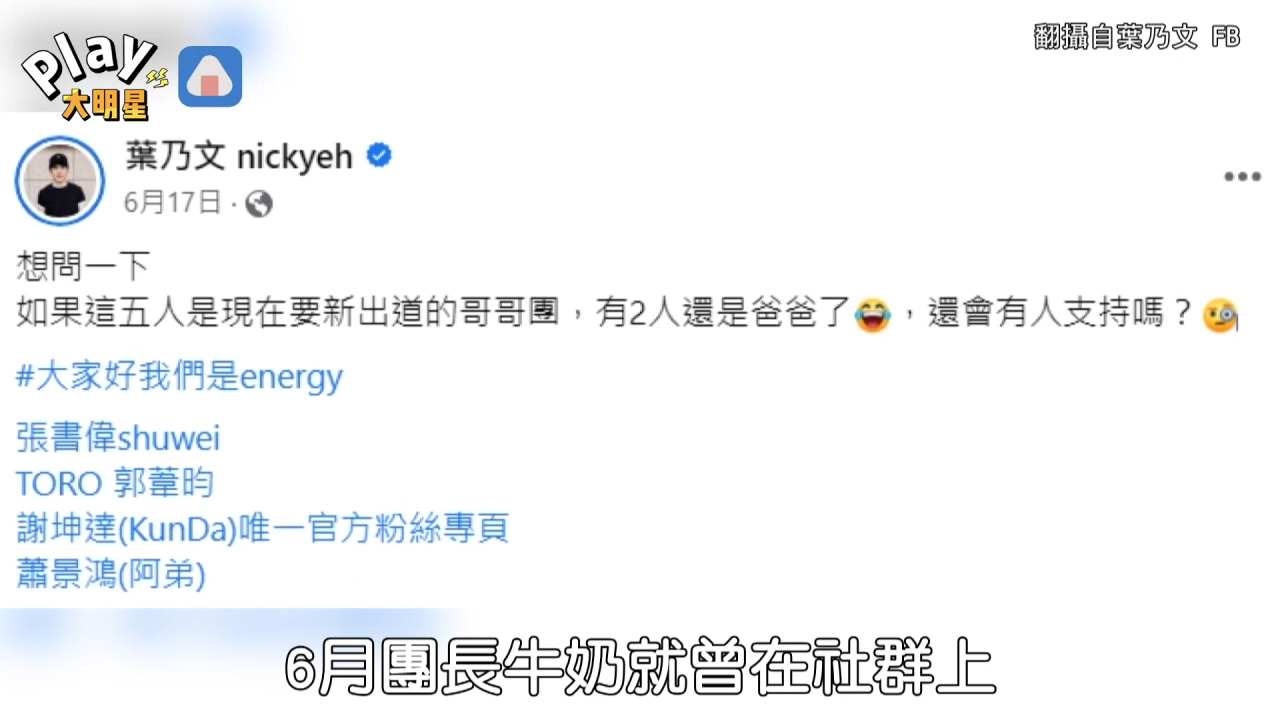 Play
大明星
翻攝自葉乃文 FB
葉乃文 nickyeh
6月17日 ·
想問一下
如果這五人是現在要新出道的哥哥團，有2人還是爸爸了😂，還會有人支持嗎？🧐
#大家好我們是energy
張書偉shuwei
TORO 郭葦昀
謝坤達(KunDa)唯一官方粉絲專頁
蕭景鴻(阿弟)
6月團長牛奶就曾在社群上